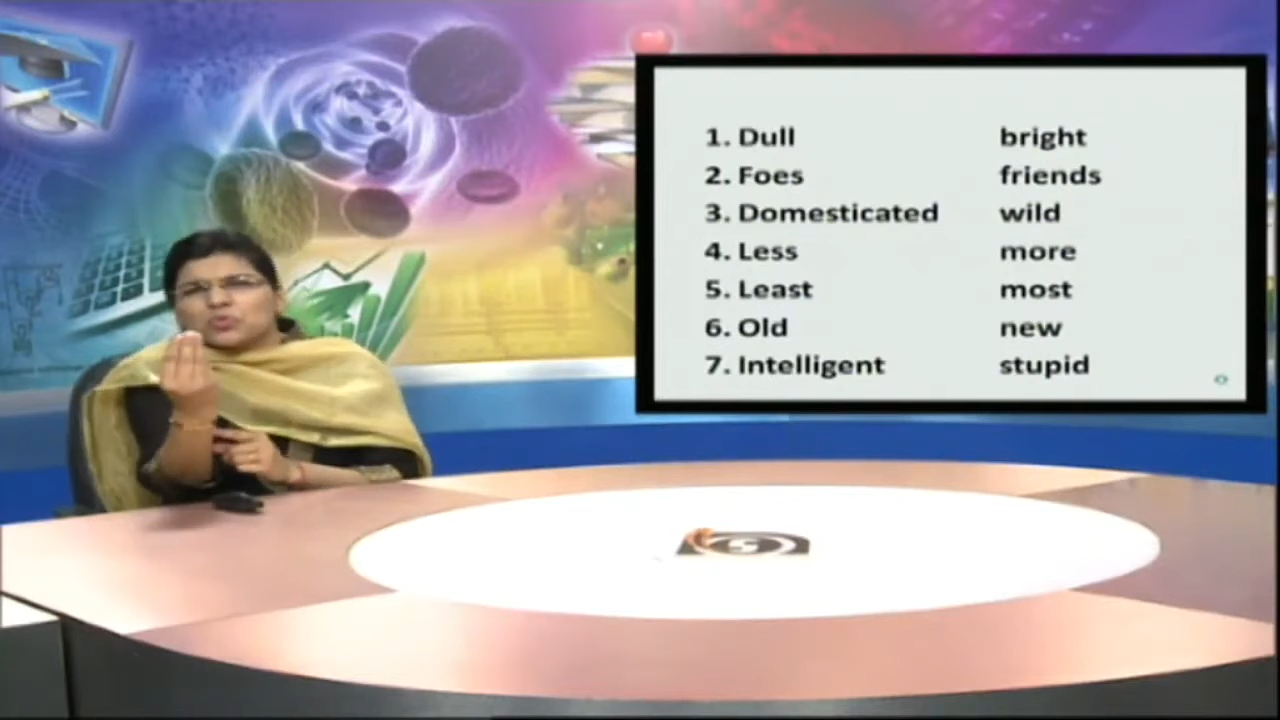 1. Dull bright
2. Foes friends
3. Domesticated wild
4. Less more
5. Least most
6. Old new
7. Intelligent stupid